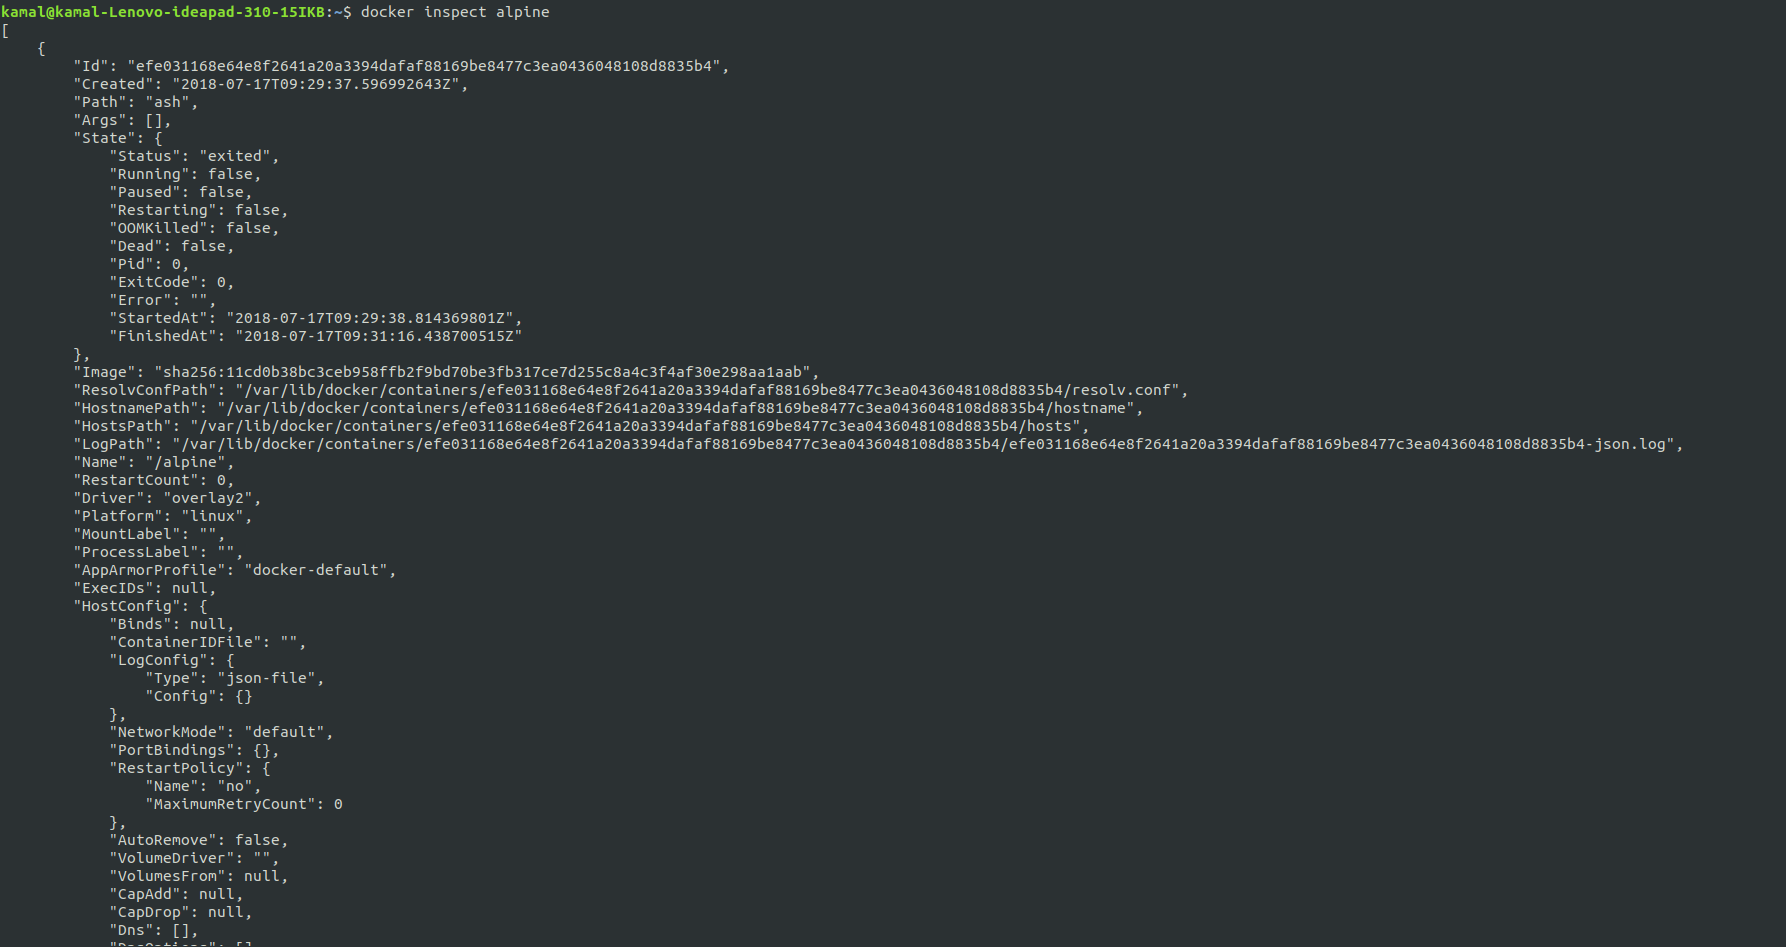 kamal@kamal-Lenovo-ideapad-310-15IKB:~$ docker inspect alpine
[
    {
        "Id": "efe031168e64e8f2641a20a3394dafaf88169be8477c3ea0436048108d8835b4",
        "Created": "2018-07-17T09:29:37.596992643Z",
        "Path": "ash",
        "Args": [],
        "State": {
            "Status": "exited",
            "Running": false,
            "Paused": false,
            "Restarting": false,
            "OOMKilled": false,
            "Dead": false,
            "Pid": 0,
            "ExitCode": 0,
            "Error": "",
            "StartedAt": "2018-07-17T09:29:38.814369801Z",
            "FinishedAt": "2018-07-17T09:31:16.438700515Z"
        },
        "Image": "sha256:11cd0b38bc3ceb958ffb2f9bd70be3fb317ce7d255c8a4c3f4af30e298aa1aab",
        "ResolvConfPath": "/var/lib/docker/containers/efe031168e64e8f2641a20a3394dafaf88169be8477c3ea0436048108d8835b4/resolv.conf",
        "HostnamePath": "/var/lib/docker/containers/efe031168e64e8f2641a20a3394dafaf88169be8477c3ea0436048108d8835b4/hostname",
        "HostsPath": "/var/lib/docker/containers/efe031168e64e8f2641a20a3394dafaf88169be8477c3ea0436048108d8835b4/hosts",
        "LogPath": "/var/lib/docker/containers/efe031168e64e8f2641a20a3394dafaf88169be8477c3ea0436048108d8835b4/efe031168e64e8f2641a20a3394dafaf88169be8477c3ea0436048108d8835b4-json.log",
        "Name": "/alpine",
        "RestartCount": 0,
        "Driver": "overlay2",
        "Platform": "linux",
        "MountLabel": "",
        "ProcessLabel": "",
        "AppArmorProfile": "docker-default",
        "ExecIDs": null,
        "HostConfig": {
            "Binds": null,
            "ContainerIDFile": "",
            "LogConfig": {
                "Type": "json-file",
                "Config": {}
            },
            "NetworkMode": "default",
            "PortBindings": {},
            "RestartPolicy": {
                "Name": "no",
                "MaximumRetryCount": 0
            },
            "AutoRemove": false,
            "VolumeDriver": "",
            "VolumesFrom": null,
            "CapAdd": null,
            "CapDrop": null,
            "Dns": [],